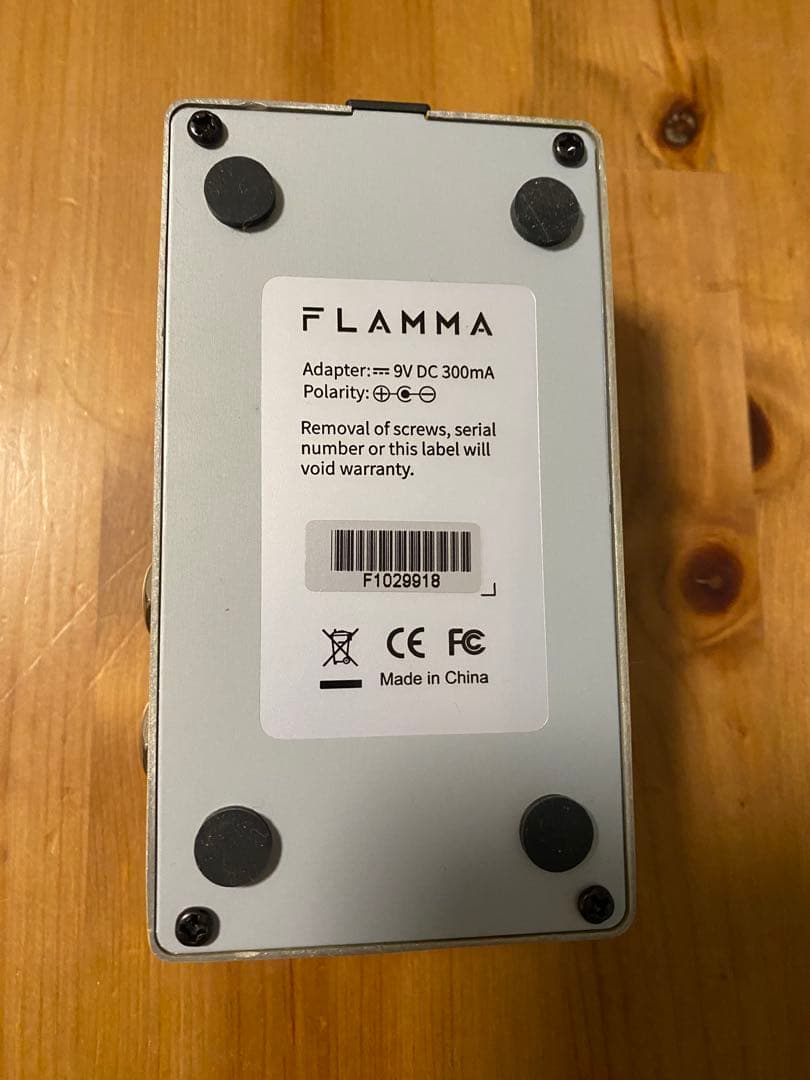 FLAMMA
Adapter:⎓ 9V DC 300mA
Polarity:⊕-●-⊖
Removal of screws, serial
number or this label will
void warranty.
F1029918
CE FC
Made in China